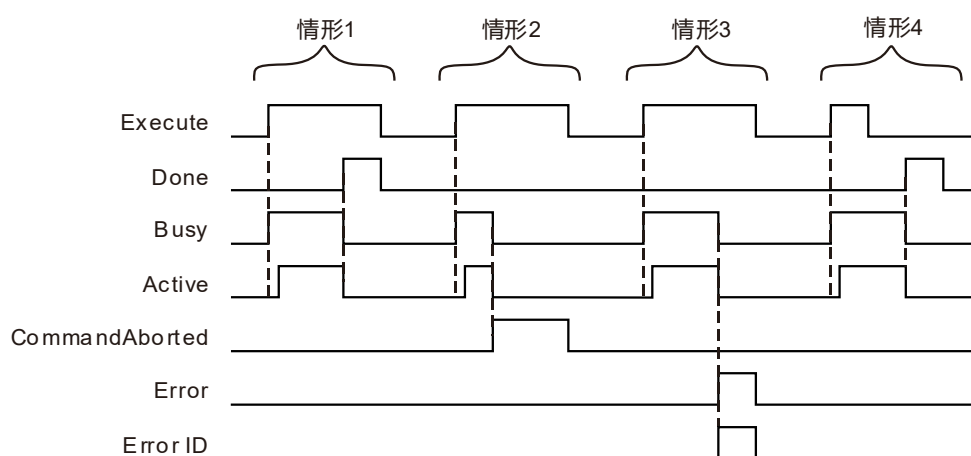 情形1 情形2 情形3 情形4
Execute
Done
Busy
Active
CommandAborted
Error
Error ID